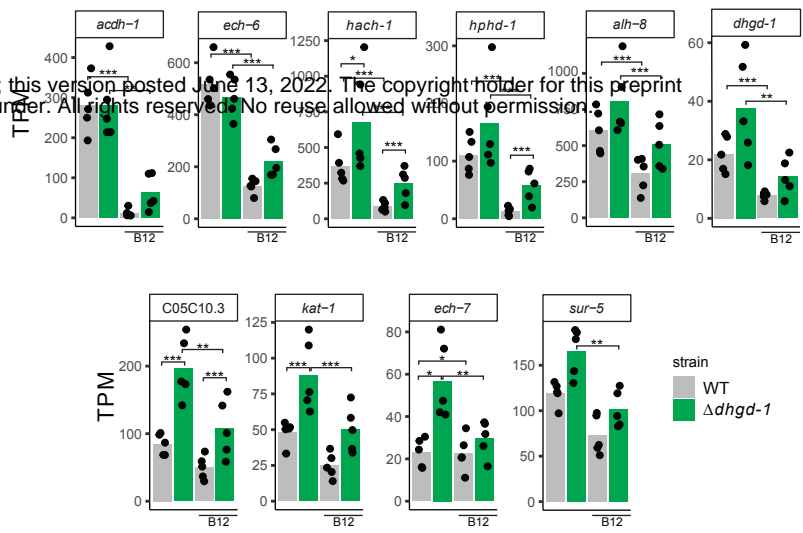 acdh−1 ech−6 hach−1 hphd−1 alh−8 dhgd−1
400 300 200 100 0
600 400 200 0
1250 750 500 250 0
300 100 0
1000 750 500 250 0
60 40 20 0
TPM
*** *** *** * *** *** *** *** *** *** *** **
; this version posted June 13, 2022. The copyright holder for this preprint
under. All rights reserved. No reuse allowed without permission.
B12 B12 B12 B12 B12 B12
C05C10.3 kat−1 ech−7 sur−5
200 100 0
125 100 75 50 25 0
80 60 40 20 0
150 100 50 0
TPM
*** ** *** *** *** * * ** **
B12 B12 B12 B12
strain
WT
Δdhgd-1